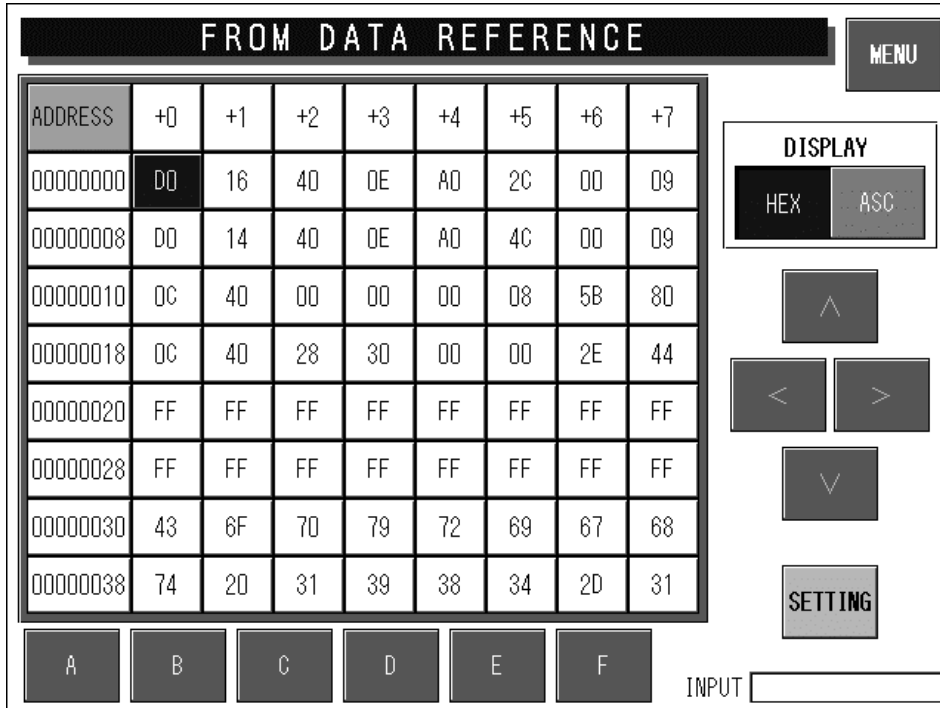 FROM DATA REFERENCE
MENU
ADDRESS +0 +1 +2 +3 +4 +5 +6 +7
00000000 D0 16 40 0E A0 2C 00 09
00000008 D0 14 40 0E A0 4C 00 09
00000010 0C 40 00 00 00 08 5B 80
00000018 0C 40 28 30 00 00 2E 44
00000020 FF FF FF FF FF FF FF FF
00000028 FF FF FF FF FF FF FF FF
00000030 43 6F 70 79 72 69 67 68
00000038 74 20 31 39 38 34 2D 31
DISPLAY
HEX ASC
^
< >
v
SETTING
A B C D E F
INPUT